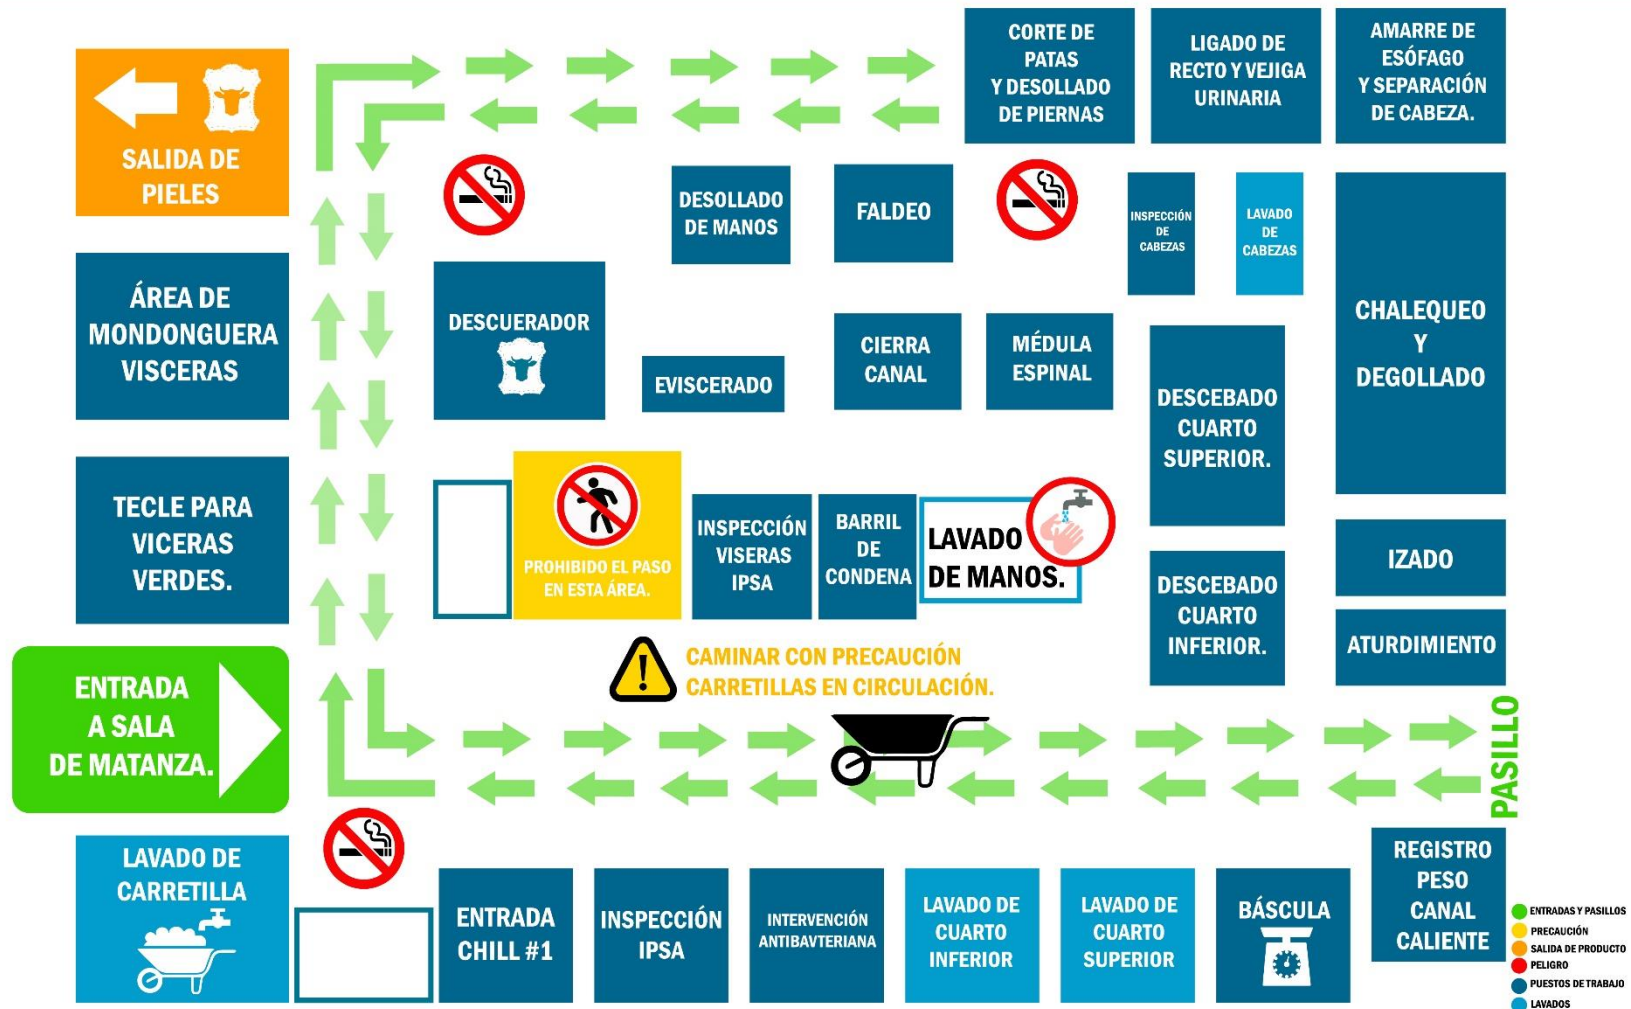 SALIDA DE
PIELES
CORTE DE
PATAS
Y DESOLLADO
DE PIERNAS
LIGADO DE
RECTO Y VEJIGA
URINARIA
AMARRE DE
ESÓFAGO
Y SEPARACIÓN
DE CABEZA.
DESOLLADO
DE MANOS
FALDEO
INSPECCIÓN
DE
CABEZAS
LAVADO
DE
CABEZAS
CHALEQUEO
Y
DEGOLLADO
ÁREA DE
MONDONGUERA
VISCERAS
DESCUERADOR
EVISCERADO
CIERRA
CANAL
MÉDULA
ESPINAL
DESCEBADO
CUARTO
SUPERIOR.
TECLE PARA
VICERAS
VERDES.
PROHIBIDO EL PASO
EN ESTA ÁREA.
INSPECCIÓN
VISERAS
IPSA
BARRIL
DE
CONDENA
LAVADO
DE MANOS.
DESCEBADO
CUARTO
INFERIOR.
IZADO
ATURDIMIENTO
ENTRADA
A SALA
DE MATANZA.
CAMINAR CON PRECAUCIÓN
CARRETILLAS EN CIRCULACIÓN.
PASILLO
LAVADO DE
CARRETILLA
ENTRADA
CHILL #1
INSPECCIÓN
IPSA
INTERVENCIÓN
ANTIBAVTERIANA
LAVADO DE
CUARTO
INFERIOR
LAVADO DE
CUARTO
SUPERIOR
BÁSCULA
REGISTRO
PESO
CANAL
CALIENTE
ENTRADAS Y PASILLOS
PRECAUCIÓN
SALIDA DE PRODUCTO
PELIGRO
PUESTOS DE TRABAJO
LAVADOS